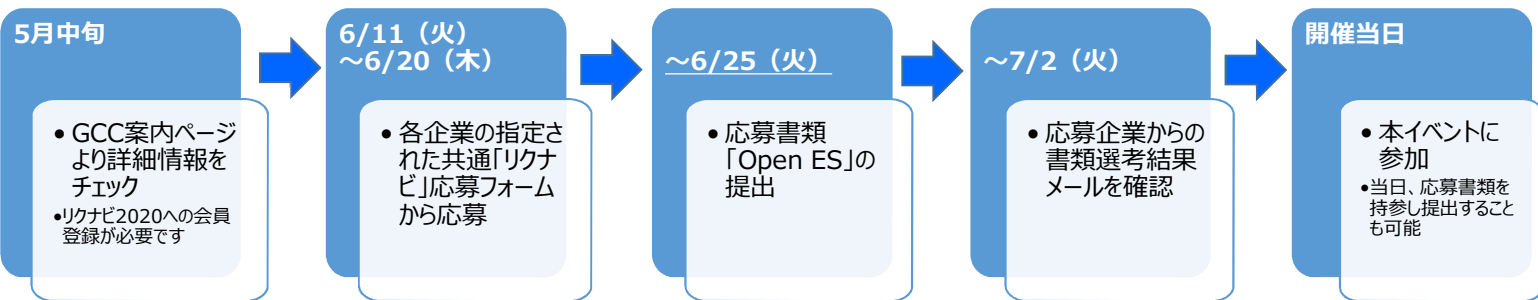 5月中旬
• GCC案内ページ
より詳細情報を
チェック
•リクナビ2020への会員
登録が必要です
6/11（火）
～6/20（木）
• 各企業の指定さ
れた共通「リクナ
ビ」応募フォーム
から応募
～6/25（火）
• 応募書類
「Open ES」の
提出
～7/2（火）
• 応募企業からの
書類選考結果
メールを確認
開催当日
• 本イベントに
参加
•当日、応募書類を
持参し提出すること
も可能